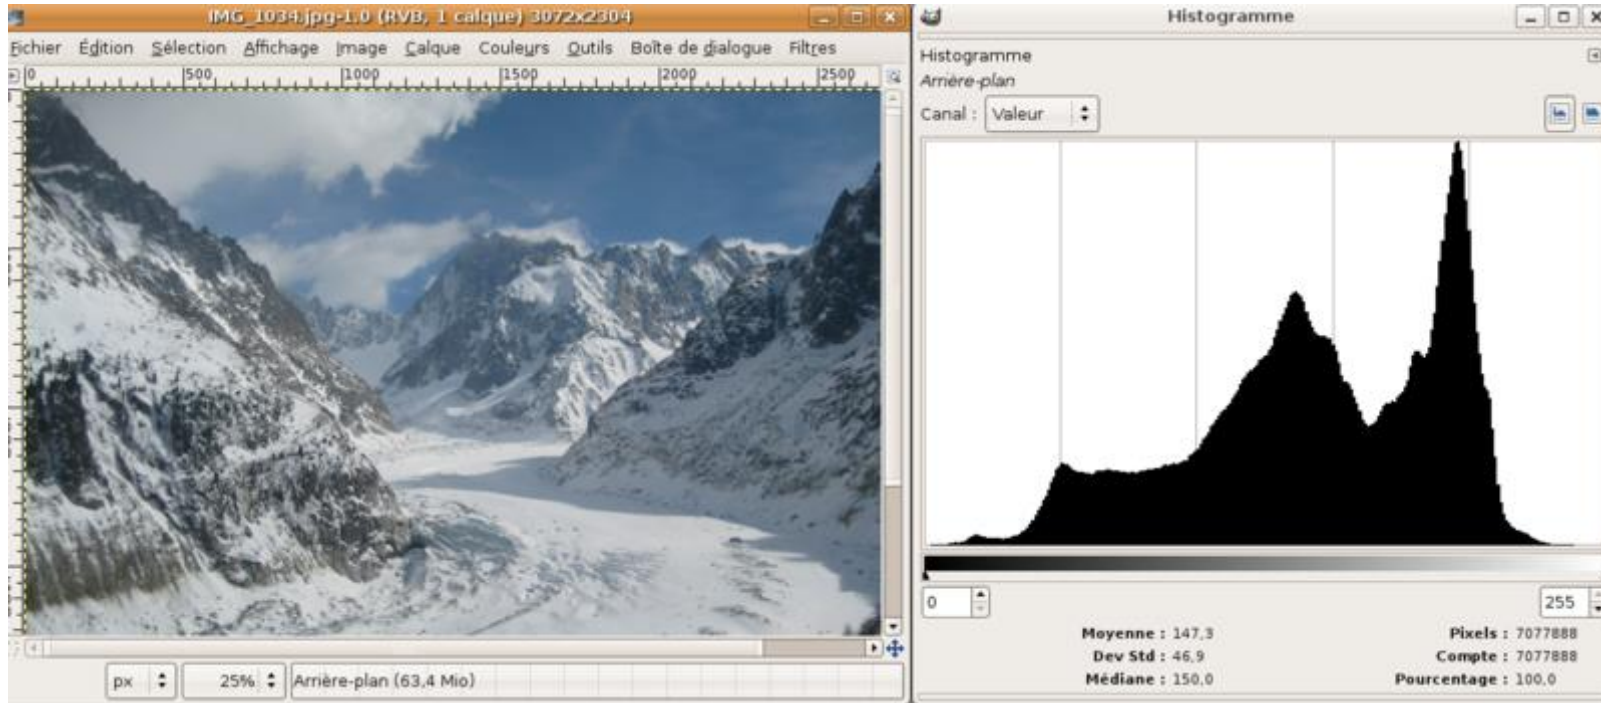 IMG_1034.jpg-1.0 (RVB, 1 calque) 3072x2304
Fichier Édition Sélection Affichage Image Calque Couleurs Outils Boîte de dialogue Filtres
0 500 1000 1500 2000 2500
px 25% Arrière-plan (63,4 Mio)
Histogramme
Histogramme
Arrière-plan
Canal : Valeur
0 255
Moyenne : 147,3 Pixels : 7077888
Dev Std : 46,9 Compte : 7077888
Médiane : 150,0 Pourcentage : 100,0